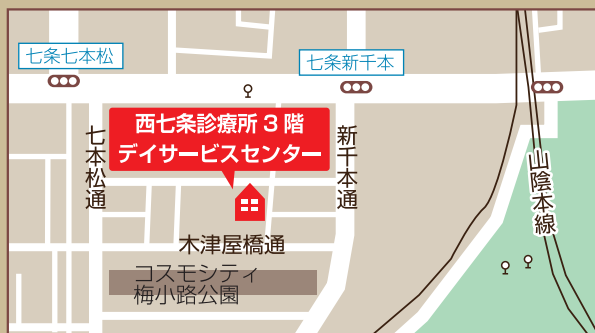 七条七本松
七条新千本
西七条診療所３階
デイサービスセンター
七本松通
新千本通
山陰本線
木津屋橋通
コスモシティ
梅小路公園